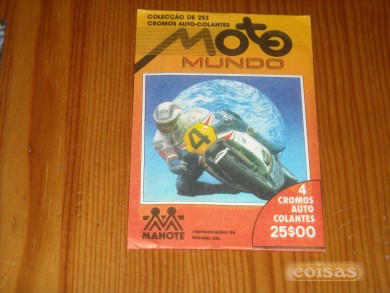 COLECÇÃO DE 253
CROMOS AUTO-COLANTES
Moto
MUNDO
4
4
CROMOS
AUTO
COLANTES
25$00
MANOTE
representações de
lda.
coisas